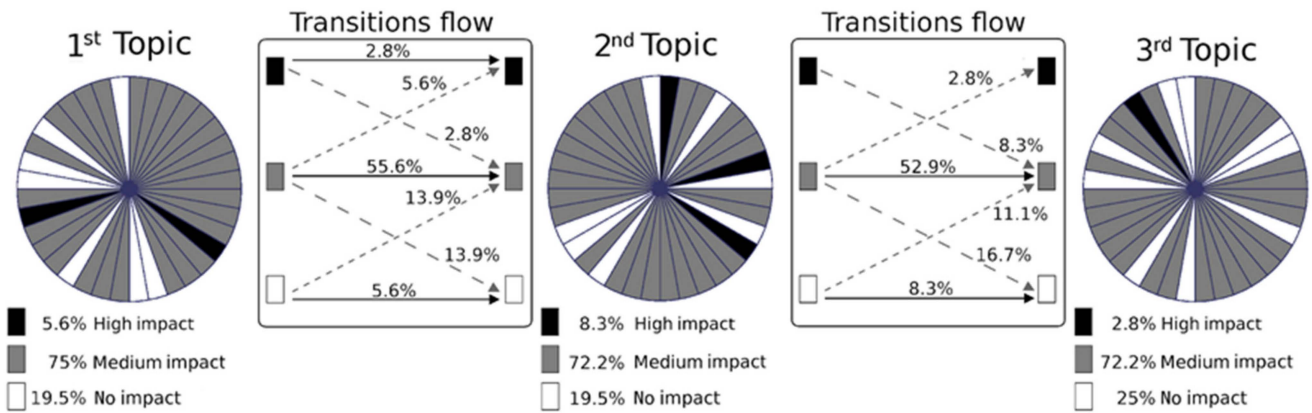 Transitions flow
Transitions flow
1st Topic
2nd Topic
3rd Topic
2.8%
5.6%
2.8%
55.6%
13.9%
13.9%
5.6%
2.8%
8.3%
52.9%
11.1%
16.7%
8.3%
5.6% High impact
75% Medium impact
19.5% No impact
8.3% High impact
72.2% Medium impact
19.5% No impact
2.8% High impact
72.2% Medium impact
25% No impact